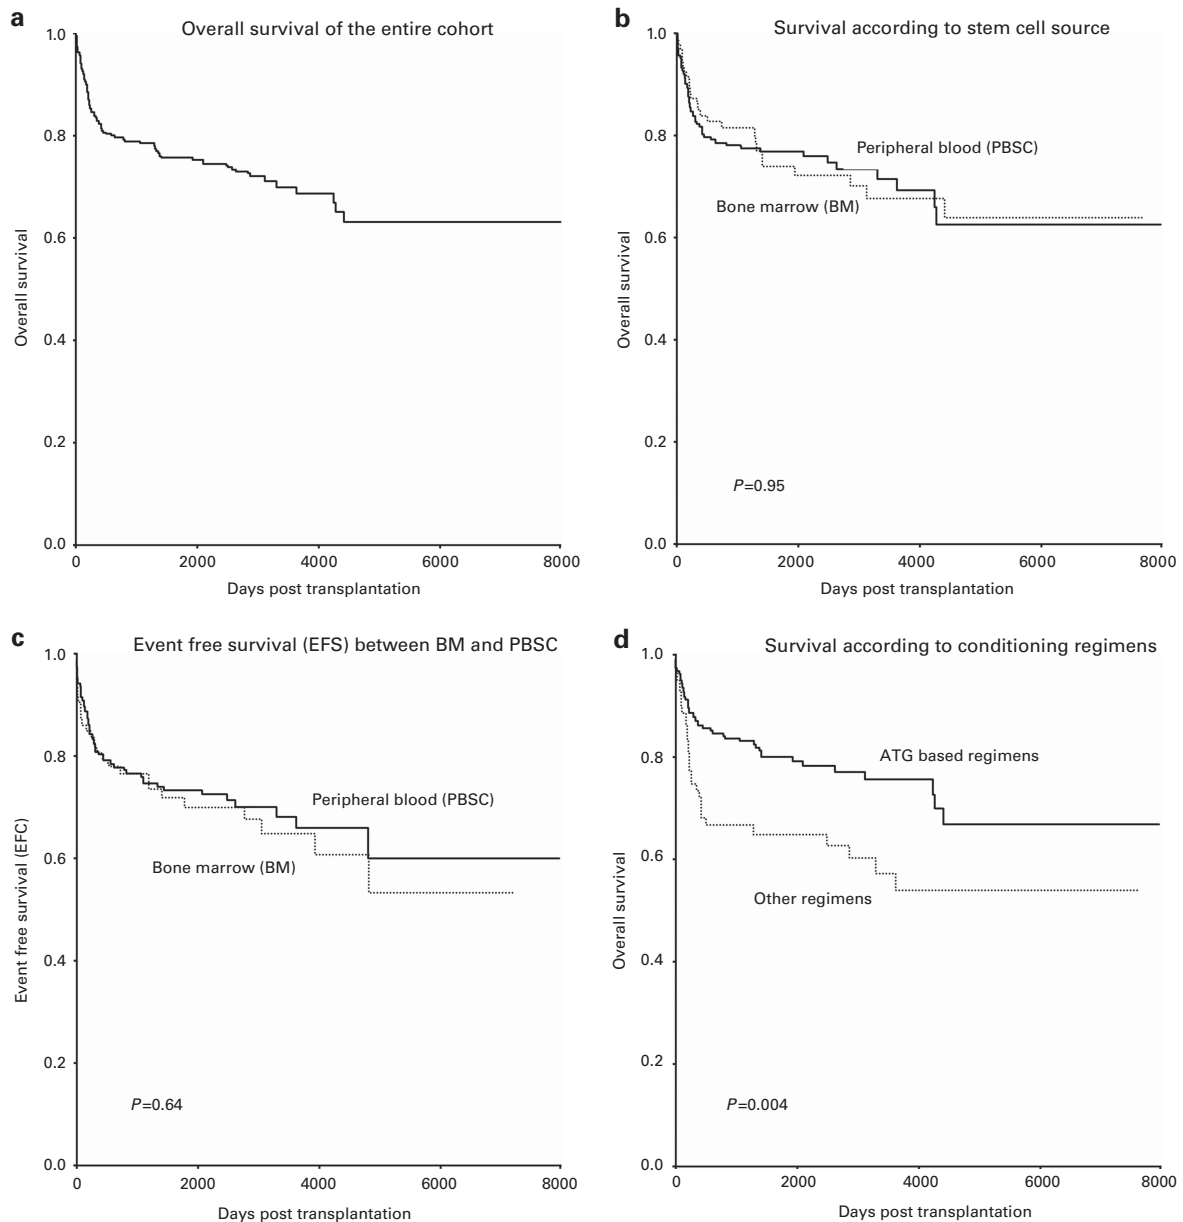 a
Overall survival of the entire cohort
1.0
0.8
0.6
0.4
0.2
0.0
Overall survival
0 2000 4000 6000 8000
Days post transplantation
b
Survival according to stem cell source
1.0
0.8
0.6
0.4
0.2
0.0
Overall survival
Peripheral blood (PBSC)
Bone marrow (BM)
P=0.95
0 2000 4000 6000 8000
Days post transplantation
c
Event free survival (EFS) between BM and PBSC
1.0
0.8
0.6
0.4
0.2
0.0
Event free survival (EFC)
Peripheral blood (PBSC)
Bone marrow (BM)
P=0.64
0 2000 4000 6000 8000
Days post transplantation
d
Survival according to conditioning regimens
1.0
0.8
0.6
0.4
0.2
0.0
Overall survival
ATG based regimens
Other regimens
P=0.004
0 2000 4000 6000 8000
Days post transplantation